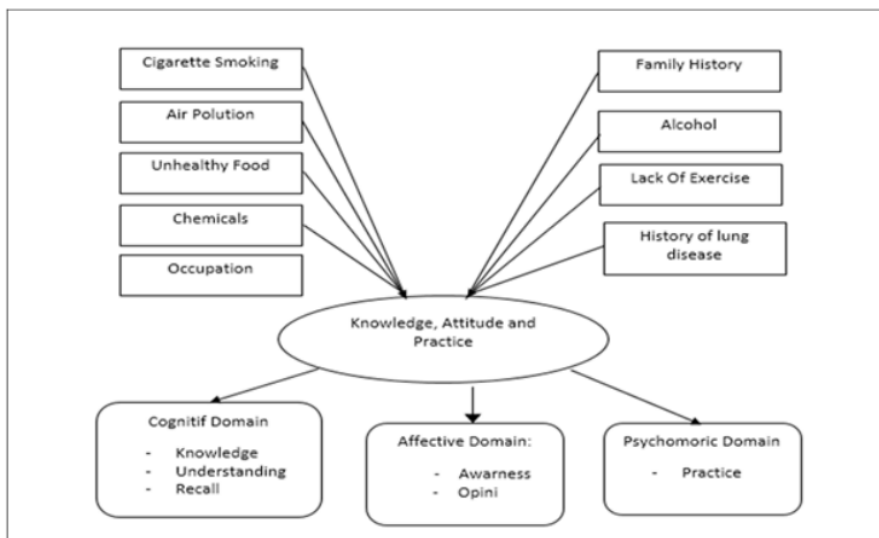 Cigarette Smoking
Air Polution
Unhealthy Food
Chemicals
Occupation
Family History
Alcohol
Lack Of Exercise
History of lung
disease
Knowledge, Attitude and
Practice
Cognitif Domain
- Knowledge
- Understanding
- Recall
Affective Domain:
- Awarness
- Opini
Psychomoric Domain
- Practice